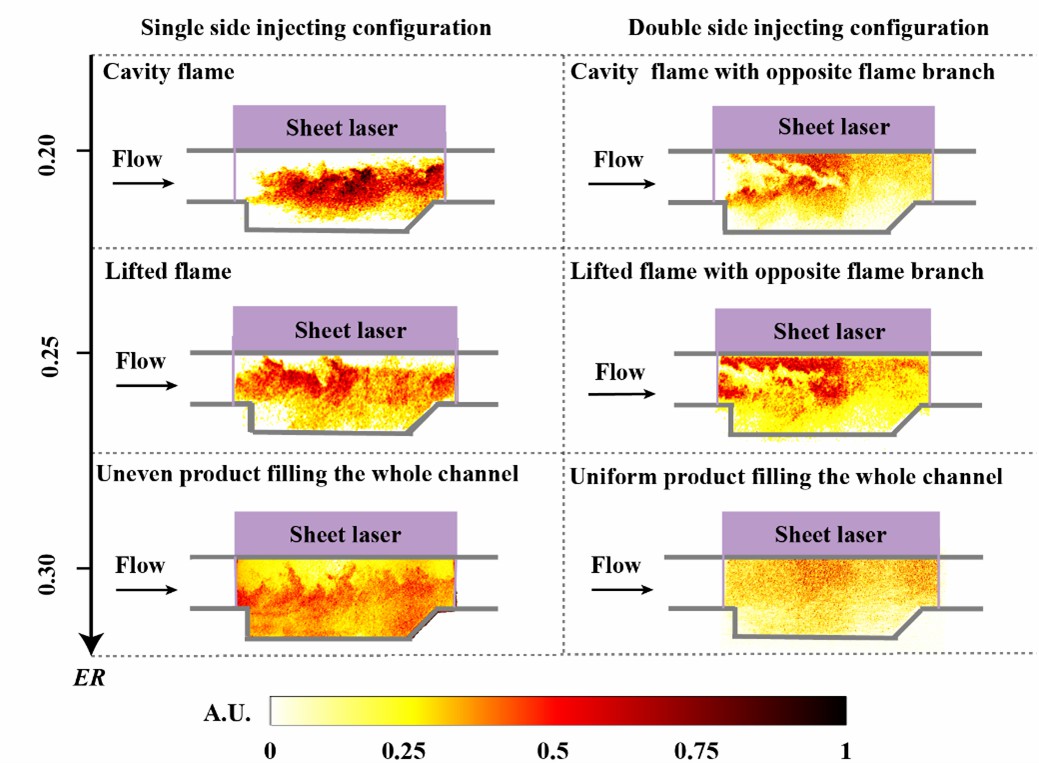 Single side injecting configuration
Double side injecting configuration
Cavity flame
Cavity flame with opposite flame branch
Sheet laser
Sheet laser
0.20
Flow
Flow
Lifted flame
Lifted flame with opposite flame branch
Sheet laser
Sheet laser
0.25
Flow
Flow
Uneven product filling the whole channel
Uniform product filling the whole channel
Sheet laser
Sheet laser
0.30
Flow
Flow
ER
A.U.
0 0.25 0.5 0.75 1